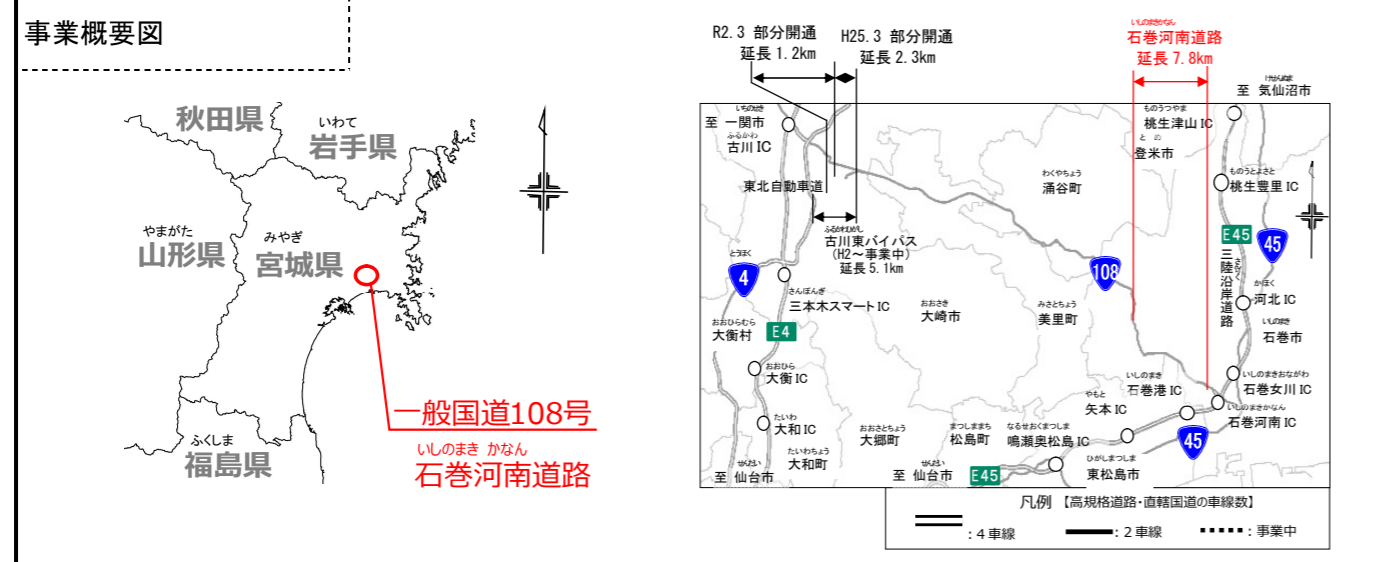 事業概要図
秋田県
いわて
岩手県
やまがた
山形県
みやぎ
宮城県
ふくしま
福島県
一般国道108号
いしのまき かなん
石巻河南道路
R2.3 部分開通
延長 1.2km
H25.3 部分開通
延長 2.3km
いしのまきかなん
石巻河南道路
延長 7.8km
けせんぬま
至 気仙沼市
いちのせき
至 一関市
ふるかわ
古川 IC
東北自動車道
ものうつやま
桃生津山 IC
登米市
わくやちょう
涌谷町
ものうとよさと
桃生豊里 IC
E45
45
三陸沿岸道路
さんりく
ふるかわひがし
古川東バイパス
(H2～事業中)
延長 5.1km
とうほく
4
108
さんぼんぎ
三本木スマート IC
かほく
河北 IC
おおさき
大崎市
みさとちょう
美里町
いしのまき
石巻市
おおひらむら
大衡村
E4
おおひら
大衡 IC
いしのまき
石巻港 IC
いしのまきおながわ
石巻女川 IC
やもと
矢本 IC
いしのまきかなん
石巻河南 IC
たいわ
大和 IC
おおさとちょう
大郷町
まつしままち
松島町
なるせおくまつしま
鳴瀬奥松島 IC
45
たいわちょう
大和町
ひがしまつしま
東松島市
せんだい
至 仙台市
せんだい
至 仙台市
E45
凡例 【高規格道路・直轄国道の車線数】
：4車線
：2車線
：事業中